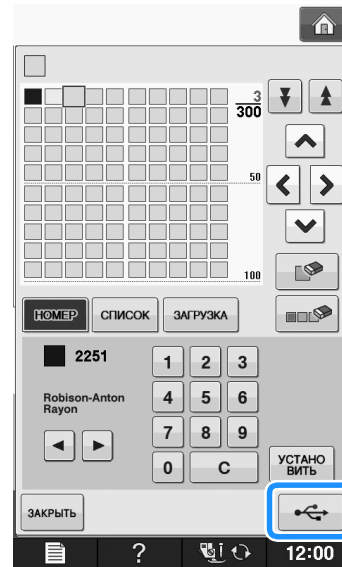 3
300
50
100
НОМЕР СПИСОК ЗАГРУЗКА
2251
Robison-Anton
Rayon
1 2 3
4 5 6
7 8 9
0 C
УСТАНО
ВИТЬ
ЗАКРЫТЬ
? 12:00